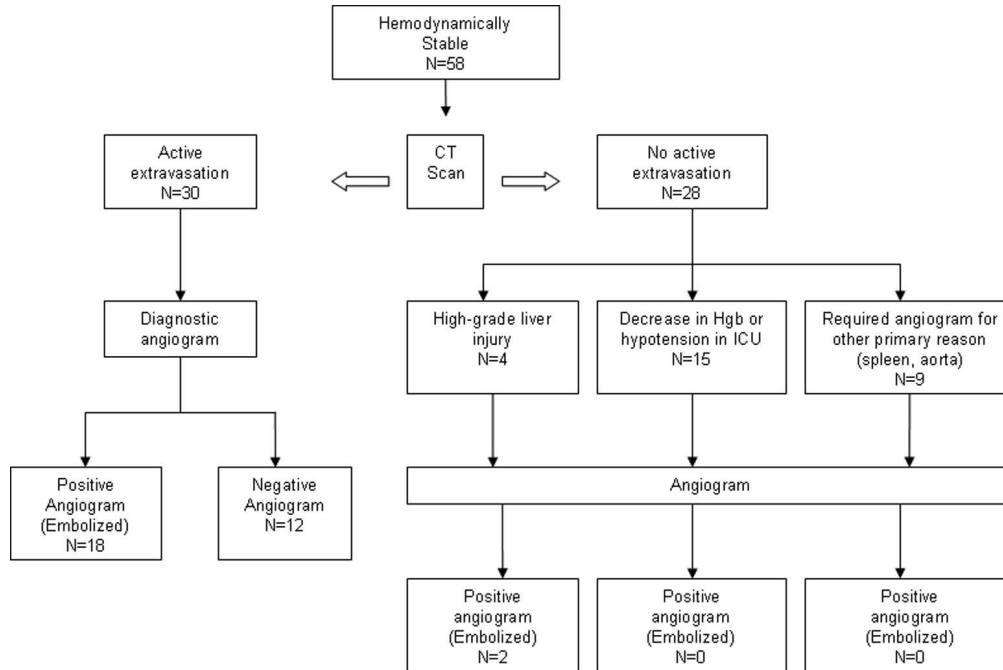 Hemodynamically
Stable
N=58
Active
extravasation
N=30
CT
Scan
No active
extravasation
N=28
Diagnostic
angiogram
High-grade liver
injury
N=4
Decrease in Hgb or
hypotension in ICU
N=15
Required angiogram for
other primary reason
(spleen, aorta)
N=9
Positive
Angiogram
(Embolized)
N=18
Negative
Angiogram
N=12
Angiogram
Positive
angiogram
(Embolized)
N=2
Positive
angiogram
(Embolized)
N=0
Positive
angiogram
(Embolized)
N=0